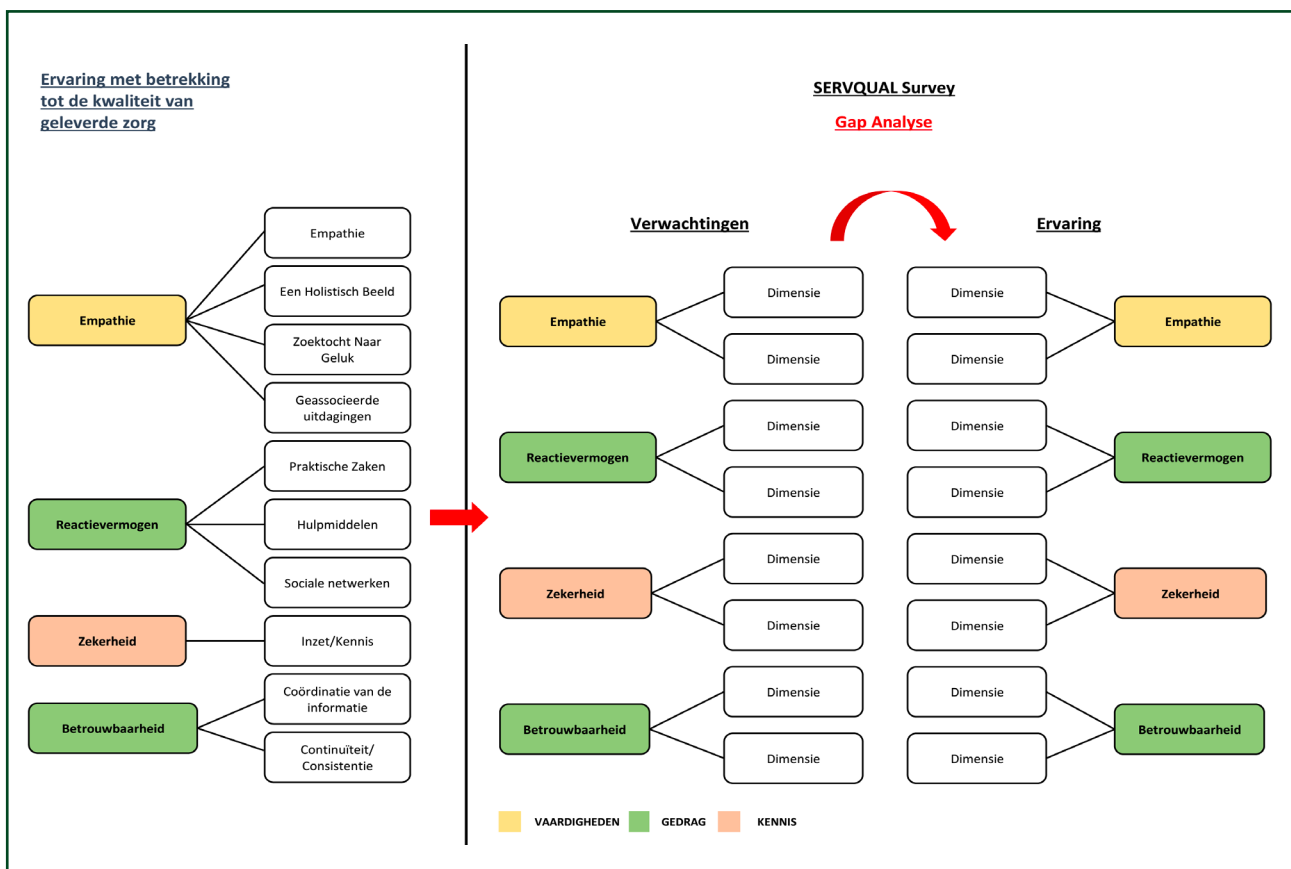 Ervaring met betrekking
tot de kwaliteit van
geleverde zorg
Empathie
Empathie
Een Holistisch Beeld
Zoektocht Naar
Geluk
Geassocieerde
uitdagingen
Reactievermogen
Praktische Zaken
Hulpmiddelen
Sociale netwerken
Zekerheid
Inzet/Kennis
Betrouwbaarheid
Coördinatie van de
informatie
Continuïteit/
Consistentie
SERVQUAL Survey
Gap Analyse
Verwachtingen
Ervaring
Empathie
Dimensie
Dimensie
Dimensie
Dimensie
Empathie
Reactievermogen
Dimensie
Dimensie
Dimensie
Dimensie
Reactievermogen
Zekerheid
Dimensie
Dimensie
Dimensie
Dimensie
Zekerheid
Betrouwbaarheid
Dimensie
Dimensie
Dimensie
Dimensie
Betrouwbaarheid
VAARDIGHEDEN
GEDRAG
KENNIS